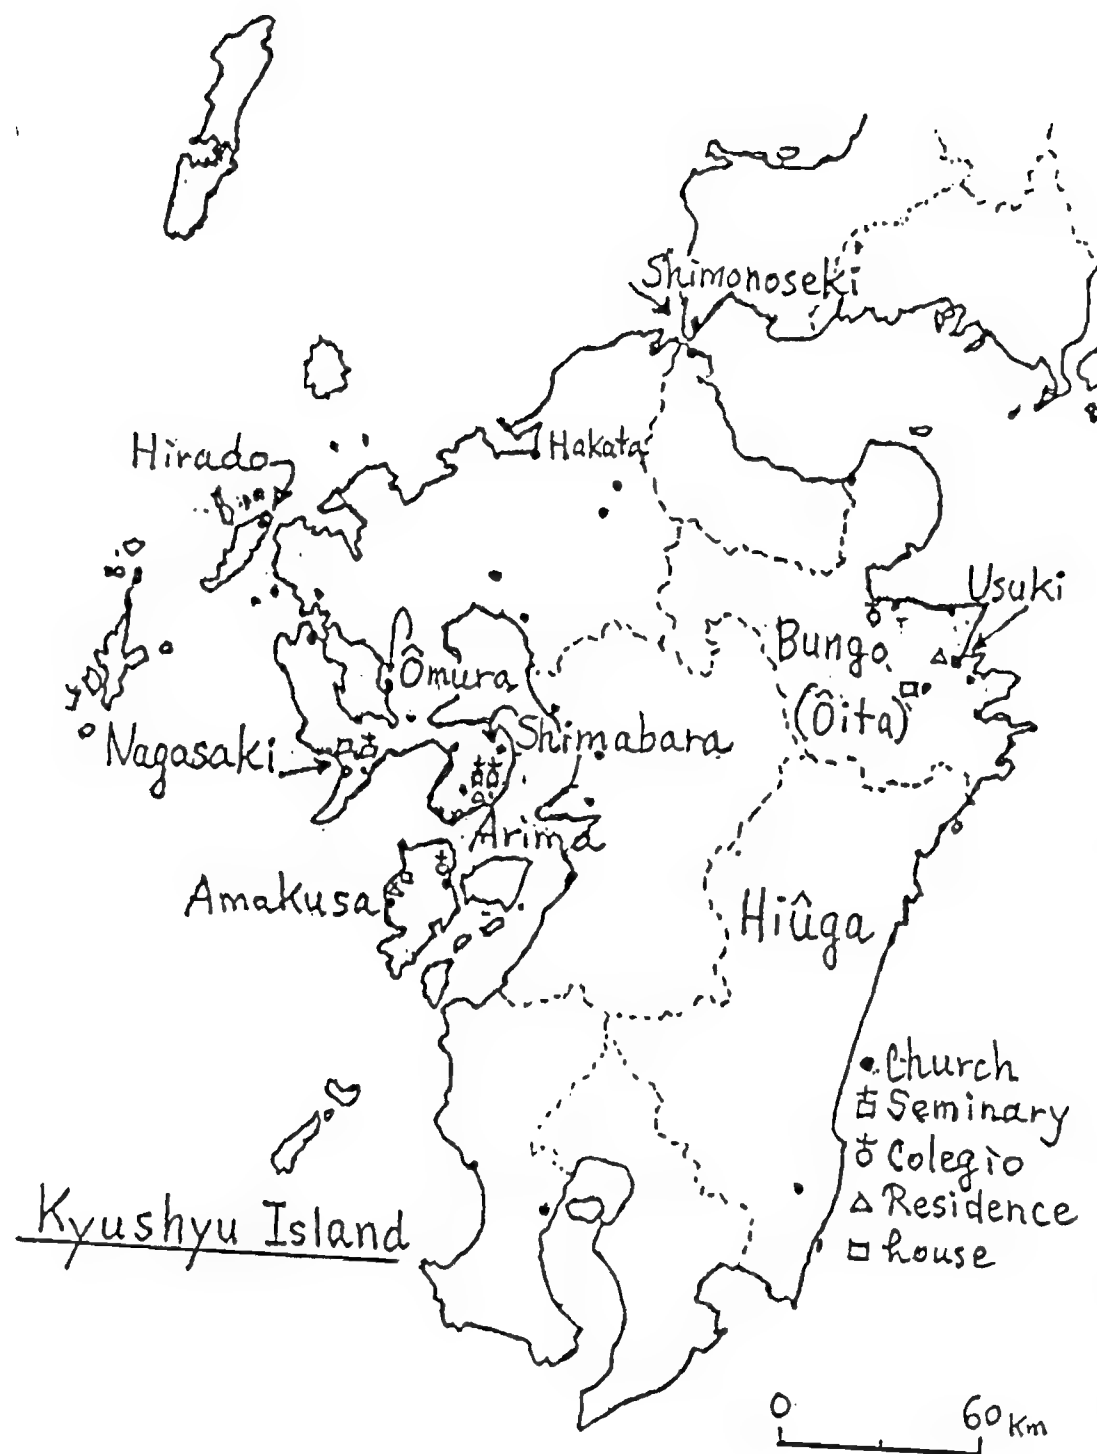 Shimonoseki
Hirado
Hakata
Usuki
Bungo
(Ôita)
Ômura
Nagasaki
Shimabara
Arima
Amakusa
Hiûga
Church
Seminary
Colegio
Residence
house
Kyushyu Island
0 60 Km